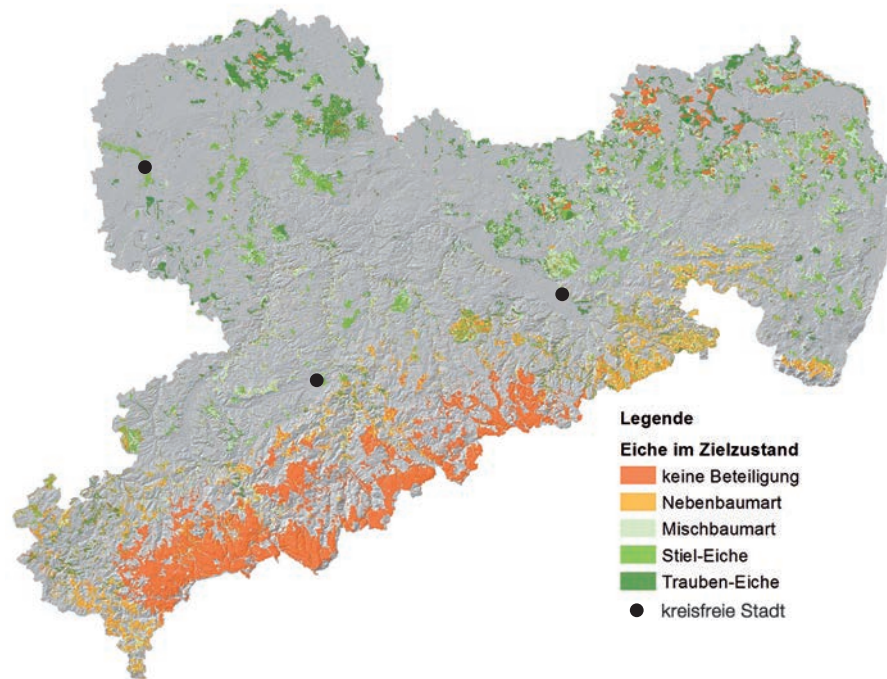 Legende
Eiche im Zielzustand
keine Beteiligung
Nebenbaumart
Mischbaumart
Stiel-Eiche
Trauben-Eiche
kreisfreie Stadt